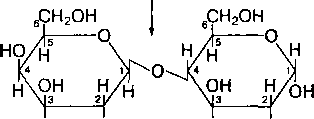 6CH₂OH 6CH₂OH
5 O 5 O
H H H H H H
HO 4 1 O 4 1
H OH H H OH H OH
3 2 3 2
H H H H